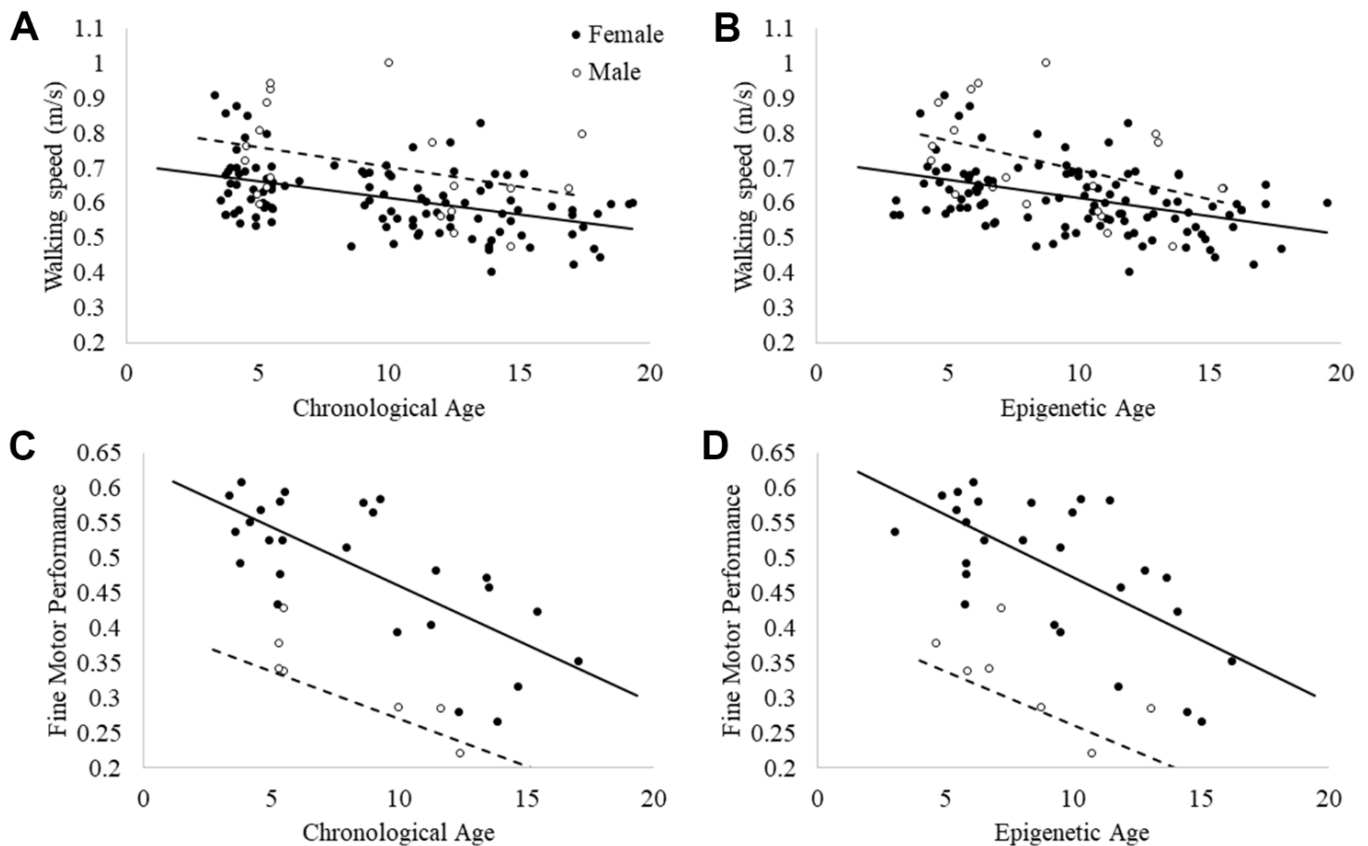 A
Walking speed (m/s)
1.1
1
0.9
0.8
0.7
0.6
0.5
0.4
0.3
0.2
0 5 10 15 20
Chronological Age
Female
Male
B
Walking speed (m/s)
1.1
1
0.9
0.8
0.7
0.6
0.5
0.4
0.3
0.2
0 5 10 15 20
Epigenetic Age
C
Fine Motor Performance
0.65
0.6
0.55
0.5
0.45
0.4
0.35
0.3
0.25
0.2
0 5 10 15 20
Chronological Age
D
Fine Motor Performance
0.65
0.6
0.55
0.5
0.45
0.4
0.35
0.3
0.25
0.2
0 5 10 15 20
Epigenetic Age